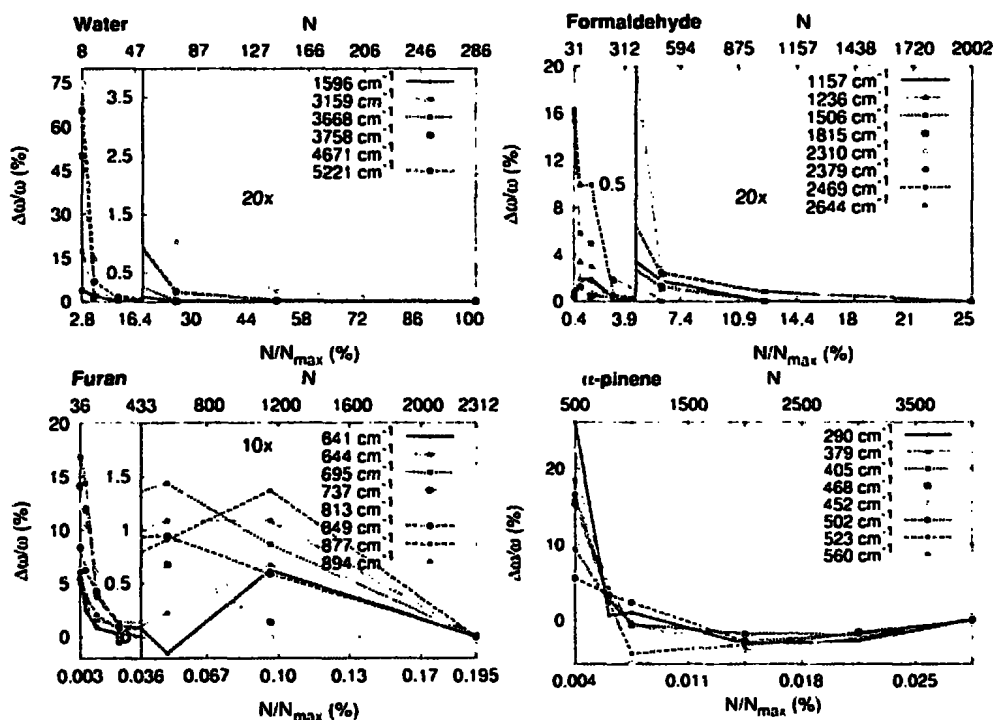 Water N
8 47 87 127 166 206 246 286
75
60
45
30
15
0
3.5
2.5
1.5
0.5
20x
1596 cm-1
3159 cm-1
3668 cm-1
3758 cm-1
4671 cm-1
5221 cm-1
Δω/ω (%)
2.8 16.4 30 44 58 72 86 100
N/Nmax (%)
Formaldehyde N
31 312 594 875 1157 1438 1720 2002
20
16
12
8
4
0
0.5
20x
1157 cm-1
1236 cm-1
1506 cm-1
1815 cm-1
2310 cm-1
2379 cm-1
2469 cm-1
2644 cm-1
Δω/ω (%)
0.4 3.9 7.4 10.9 14.4 18 21 25
N/Nmax (%)
Furan N
36 433 800 1200 1600 2000 2312
20
15
10
5
0
1.5
1
0.5
0
10x
641 cm-1
644 cm-1
695 cm-1
737 cm-1
813 cm-1
649 cm-1
877 cm-1
894 cm-1
Δω/ω (%)
0.003 0.036 0.067 0.10 0.13 0.17 0.195
N/Nmax (%)
α-pinene N
500 1500 2500 3500
20
10
0
290 cm-1
379 cm-1
405 cm-1
468 cm-1
452 cm-1
502 cm-1
523 cm-1
560 cm-1
Δω/ω (%)
0.004 0.011 0.018 0.025
N/Nmax (%)